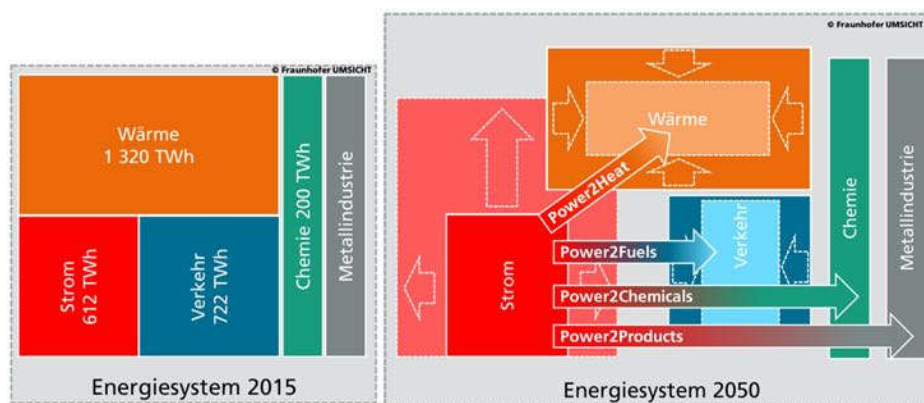 © Fraunhofer UMSICHT
Wärme
1 320 TWh
Strom
612 TWh
Verkehr
722 TWh
Chemie 200 TWh
Metallindustrie
Energiesystem 2015
© Fraunhofer UMSICHT
Wärme
Power2Heat
Strom
Power2Fuels
Verkehr
Power2Chemicals
Power2Products
Chemie
Metallindustrie
Energiesystem 2050